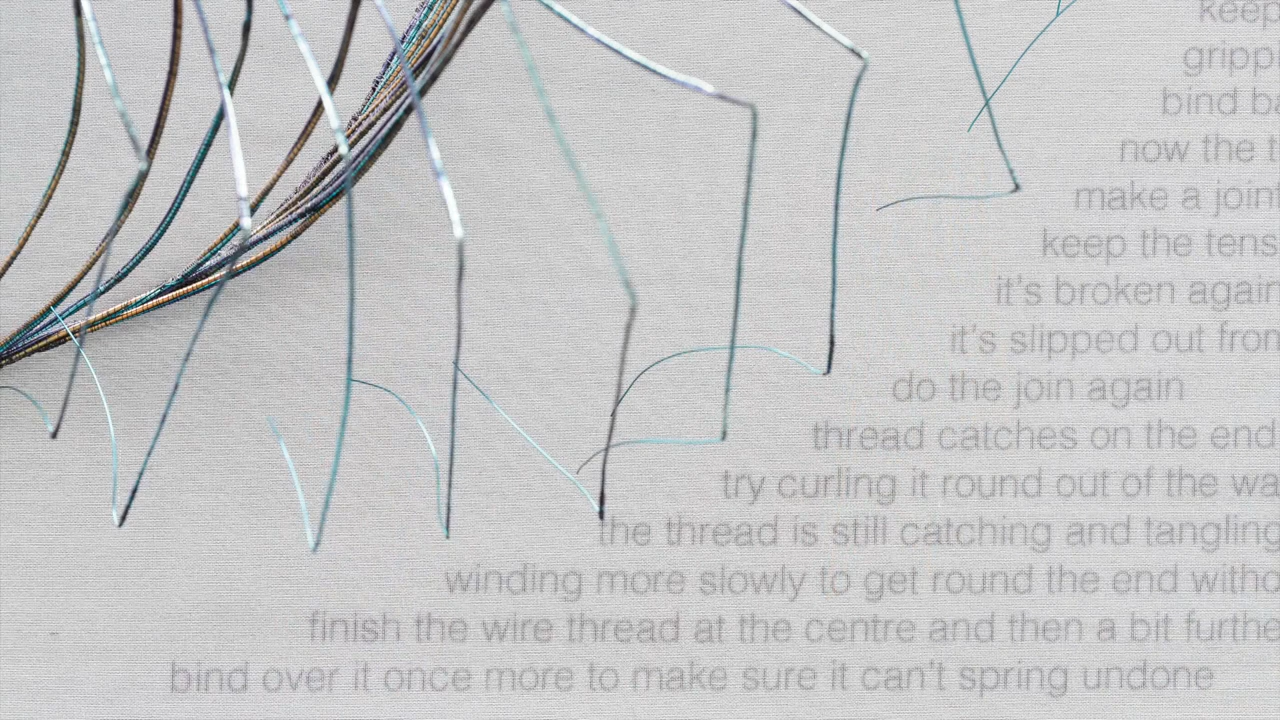 keep
grippi
bind ba
now the t
make a join
keep the tens
it's broken again
it's slipped out fron
do the join again
thread catches on the end
try curling it round out of the wa
the thread is still catching and tangling
winding more slowly to get round the end witho
finish the wire thread at the centre and then a bit furthe
bind over it once more to make sure it can't spring undone